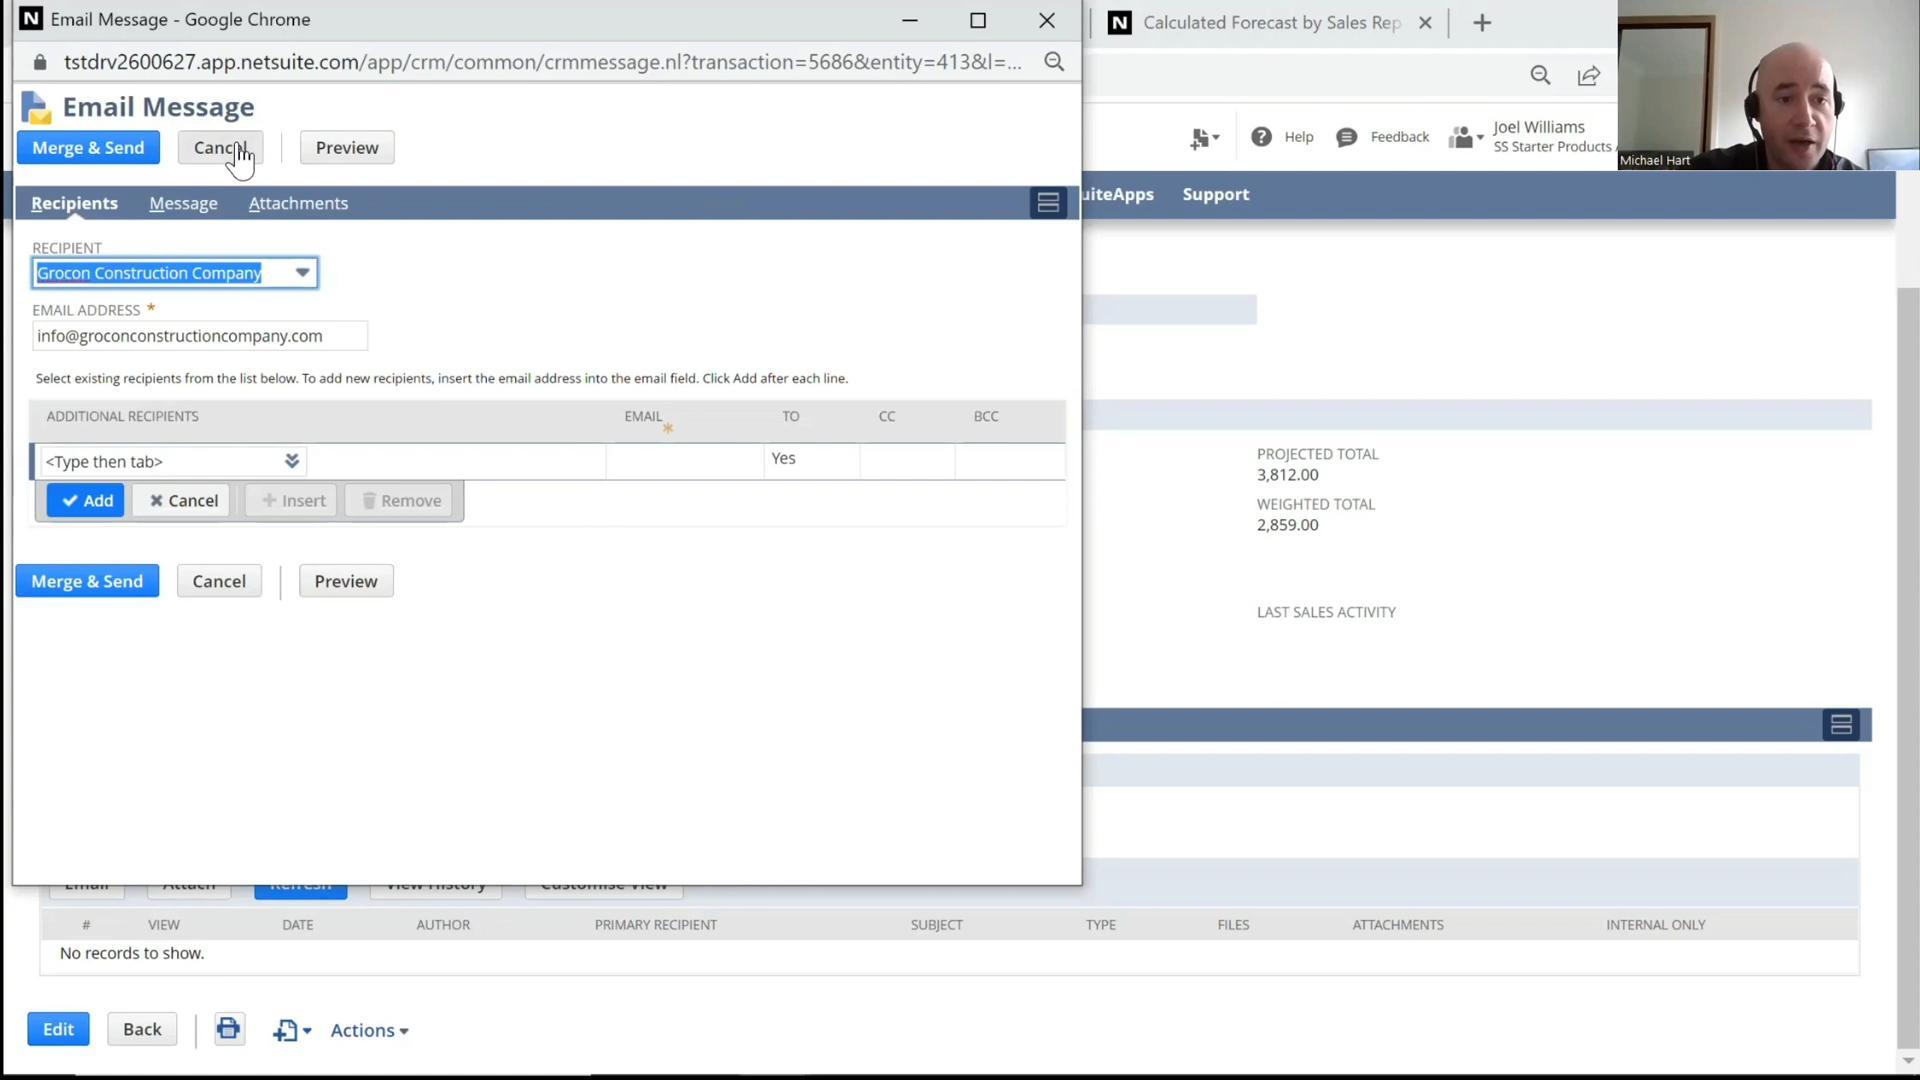 Email Message - Google Chrome
tstdrv2600627.app.netsuite.com/app/crm/common/crmmessage.nl?transaction=5686&entity=413&l=...
Email Message
Merge & Send
Cancel
Preview
Recipients
Message
Attachments
RECIPIENT
Grocon Construction Company
EMAIL ADDRESS *
info@groconconstructioncompany.com
Select existing recipients from the list below. To add new recipients, insert the email address into the email field. Click Add after each line.
ADDITIONAL RECIPIENTS EMAIL * TO CC BCC
<Type then tab> Yes
Add Cancel Insert Remove
Merge & Send Cancel Preview
Calculated Forecast by Sales Rep
Help
Feedback
Joel Williams
SS Starter Products
Michael Hart
uiteApps
Support
PROJECTED TOTAL
3,812.00
WEIGHTED TOTAL
2,859.00
LAST SALES ACTIVITY
Email Attach Refresh View History Customise View
# VIEW DATE AUTHOR PRIMARY RECIPIENT SUBJECT TYPE FILES ATTACHMENTS INTERNAL ONLY
No records to show.
Edit Back Actions